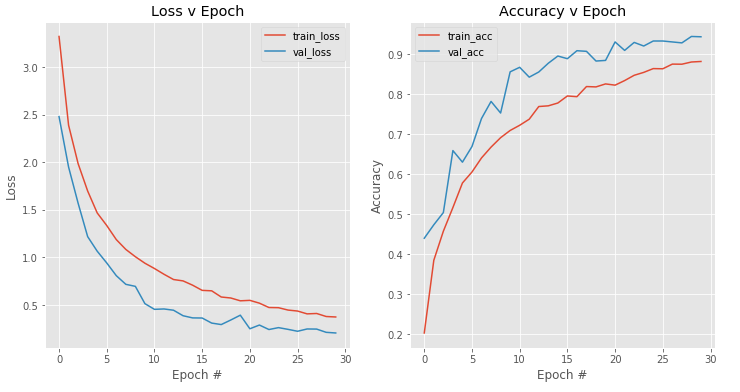 Loss v Epoch
train_loss
val_loss
3.0
2.5
2.0
1.5
1.0
0.5
Loss
0 5 10 15 20 25 30
Epoch #
Accuracy v Epoch
train_acc
val_acc
0.9
0.8
0.7
0.6
0.5
0.4
0.3
0.2
Accuracy
0 5 10 15 20 25 30
Epoch #